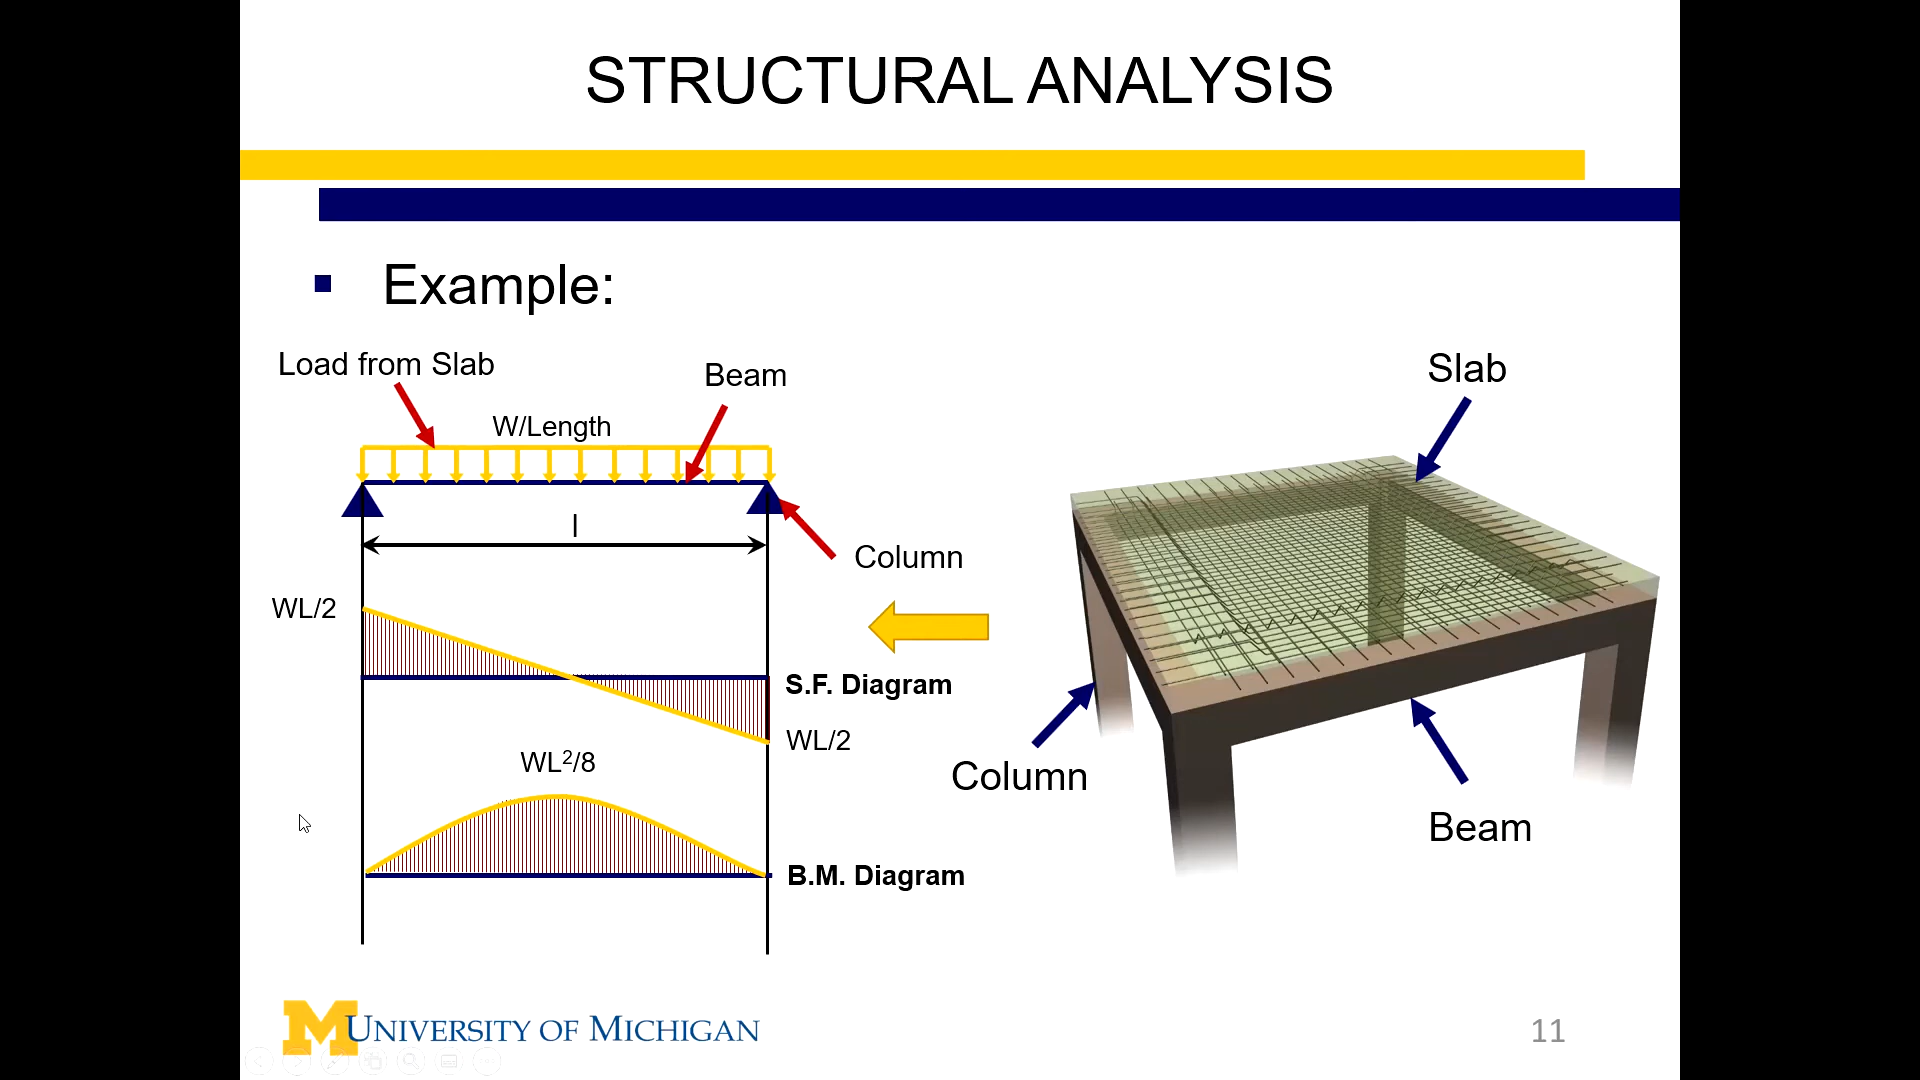 STRUCTURAL ANALYSIS
Example:
Load from Slab
Beam
W/Length
l
Column
WL/2
S.F. Diagram
WL/2
WL²/8
B.M. Diagram
Slab
Column
Beam
M UNIVERSITY OF MICHIGAN
11